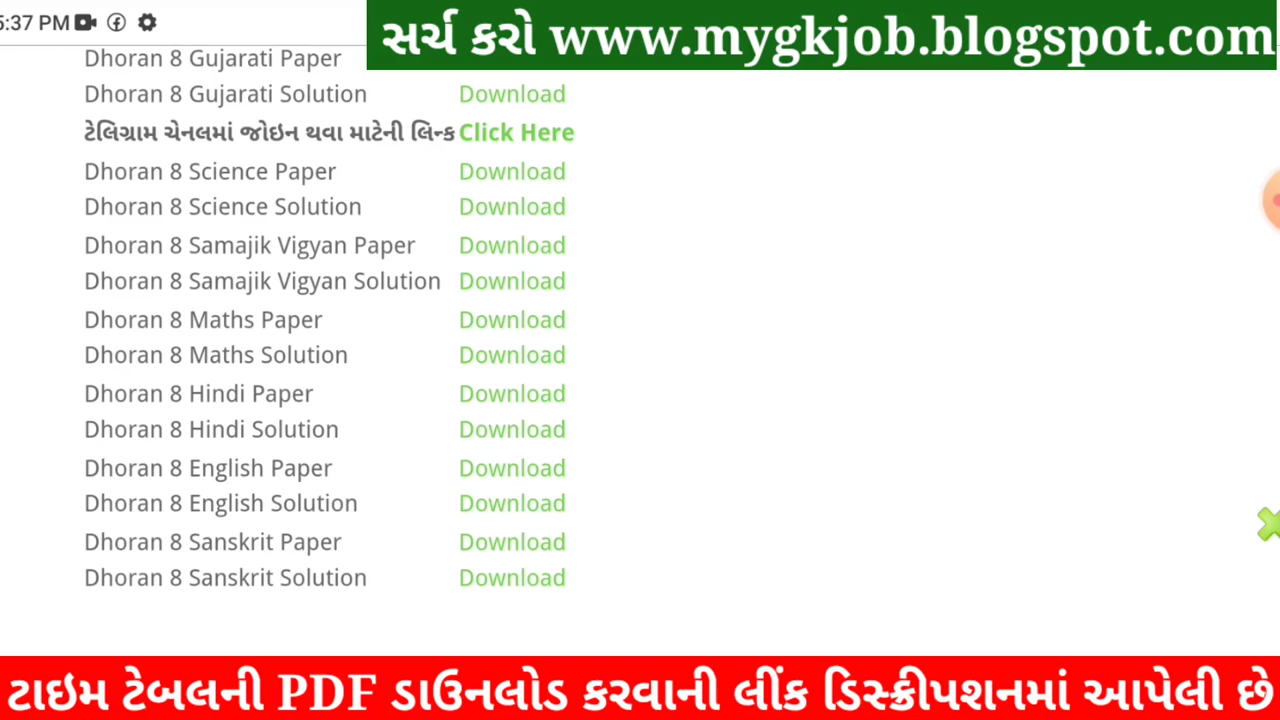 5:37 PM
સર્ચ કરો www.mygkjob.blogspot.com
Dhoran 8 Gujarati Paper
Dhoran 8 Gujarati Solution Download
ટેલિગ્રામ ચેનલમાં જોઇન થવા માટેની લિન્ક Click Here
Dhoran 8 Science Paper Download
Dhoran 8 Science Solution Download
Dhoran 8 Samajik Vigyan Paper Download
Dhoran 8 Samajik Vigyan Solution Download
Dhoran 8 Maths Paper Download
Dhoran 8 Maths Solution Download
Dhoran 8 Hindi Paper Download
Dhoran 8 Hindi Solution Download
Dhoran 8 English Paper Download
Dhoran 8 English Solution Download
Dhoran 8 Sanskrit Paper Download
Dhoran 8 Sanskrit Solution Download
ટાઇમ ટેબલની PDF ડાઉનલોડ કરવાની લીંક ડિસ્ક્રીપશનમાં આપેલી છે